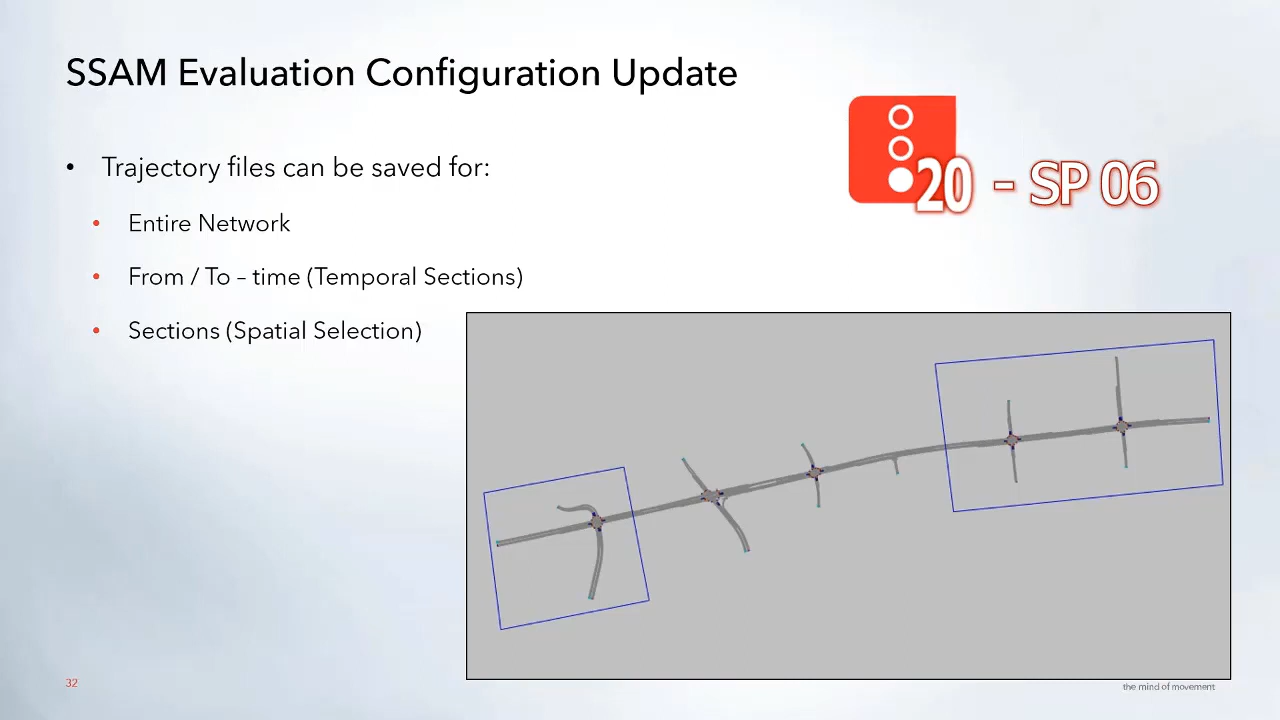 SSAM Evaluation Configuration Update
• Trajectory files can be saved for:
• Entire Network
• From / To – time (Temporal Sections)
• Sections (Spatial Selection)
20 - SP 06
32
the mind of movement